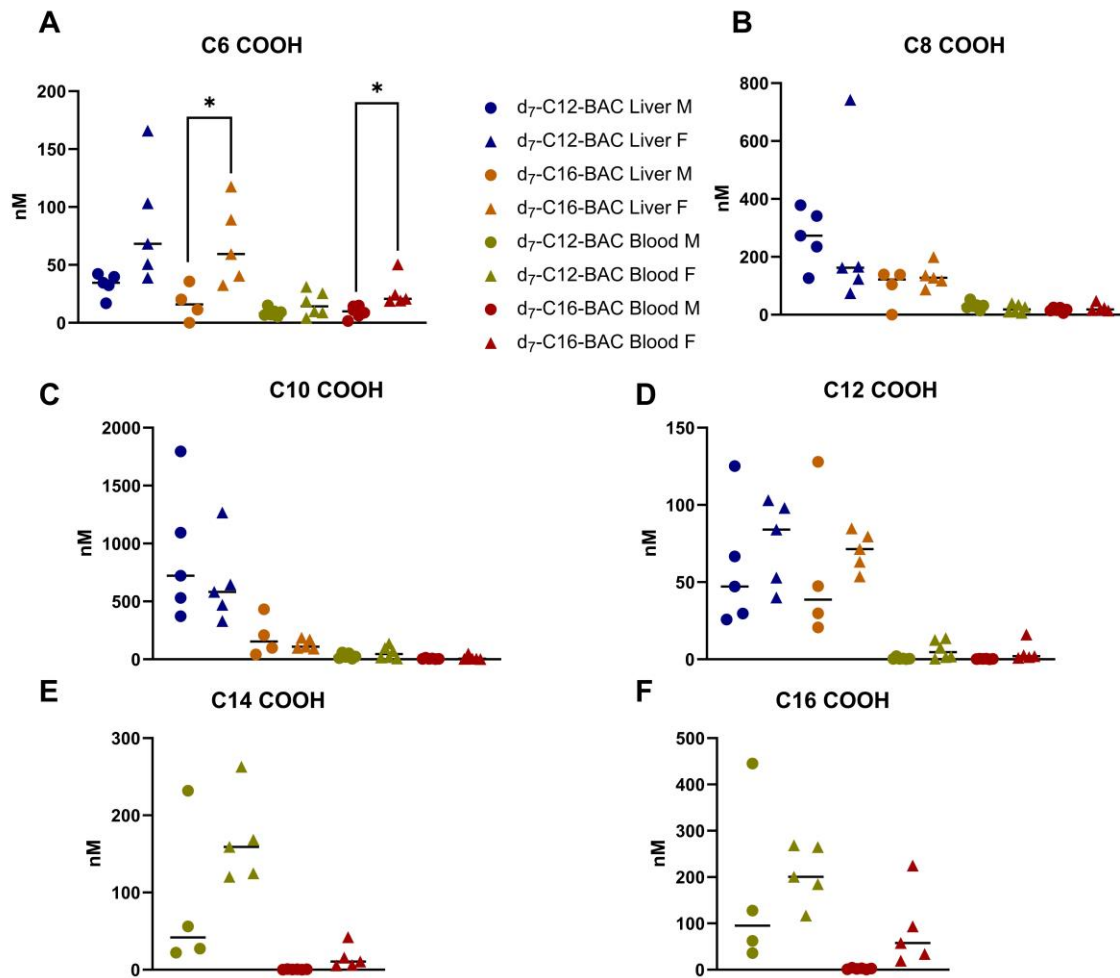 A
C6 COOH
200
150
100
50
0
nM
*
*
d7-C12-BAC Liver M
d7-C12-BAC Liver F
d7-C16-BAC Liver M
d7-C16-BAC Liver F
d7-C12-BAC Blood M
d7-C12-BAC Blood F
d7-C16-BAC Blood M
d7-C16-BAC Blood F
B
C8 COOH
800
600
400
200
0
nM
C
C10 COOH
2000
1500
1000
500
0
nM
D
C12 COOH
150
100
50
0
nM
E
C14 COOH
300
200
100
0
nM
F
C16 COOH
500
400
300
200
100
0
nM